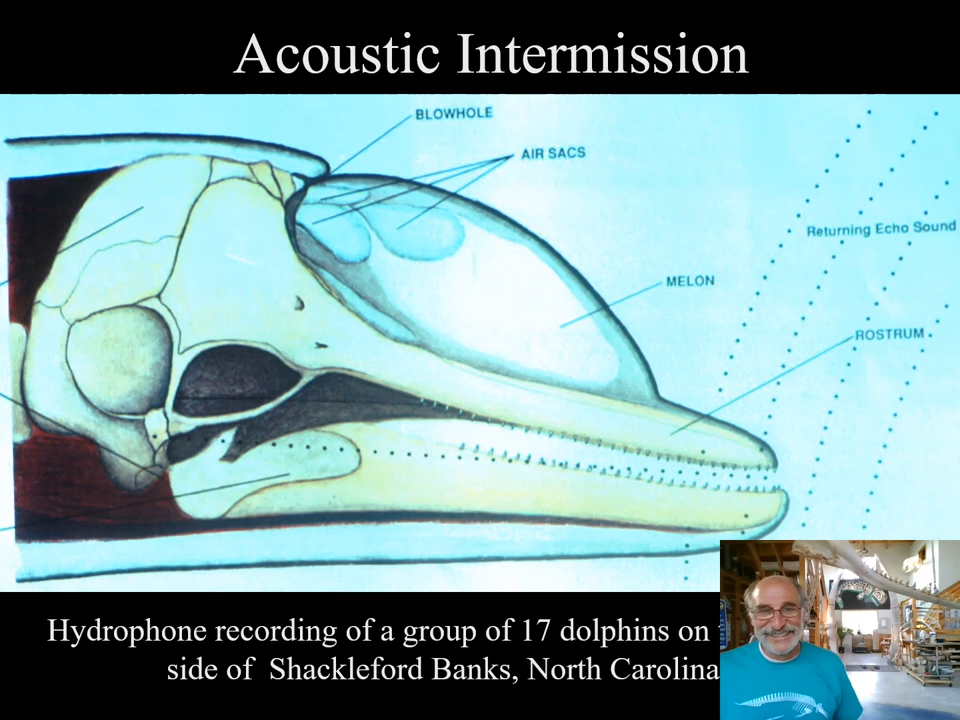 Acoustic Intermission
BLOWHOLE
AIR SACS
Returning Echo Sound
MELON
ROSTRUM
Hydrophone recording of a group of 17 dolphins on
side of Shackleford Banks, North Carolina